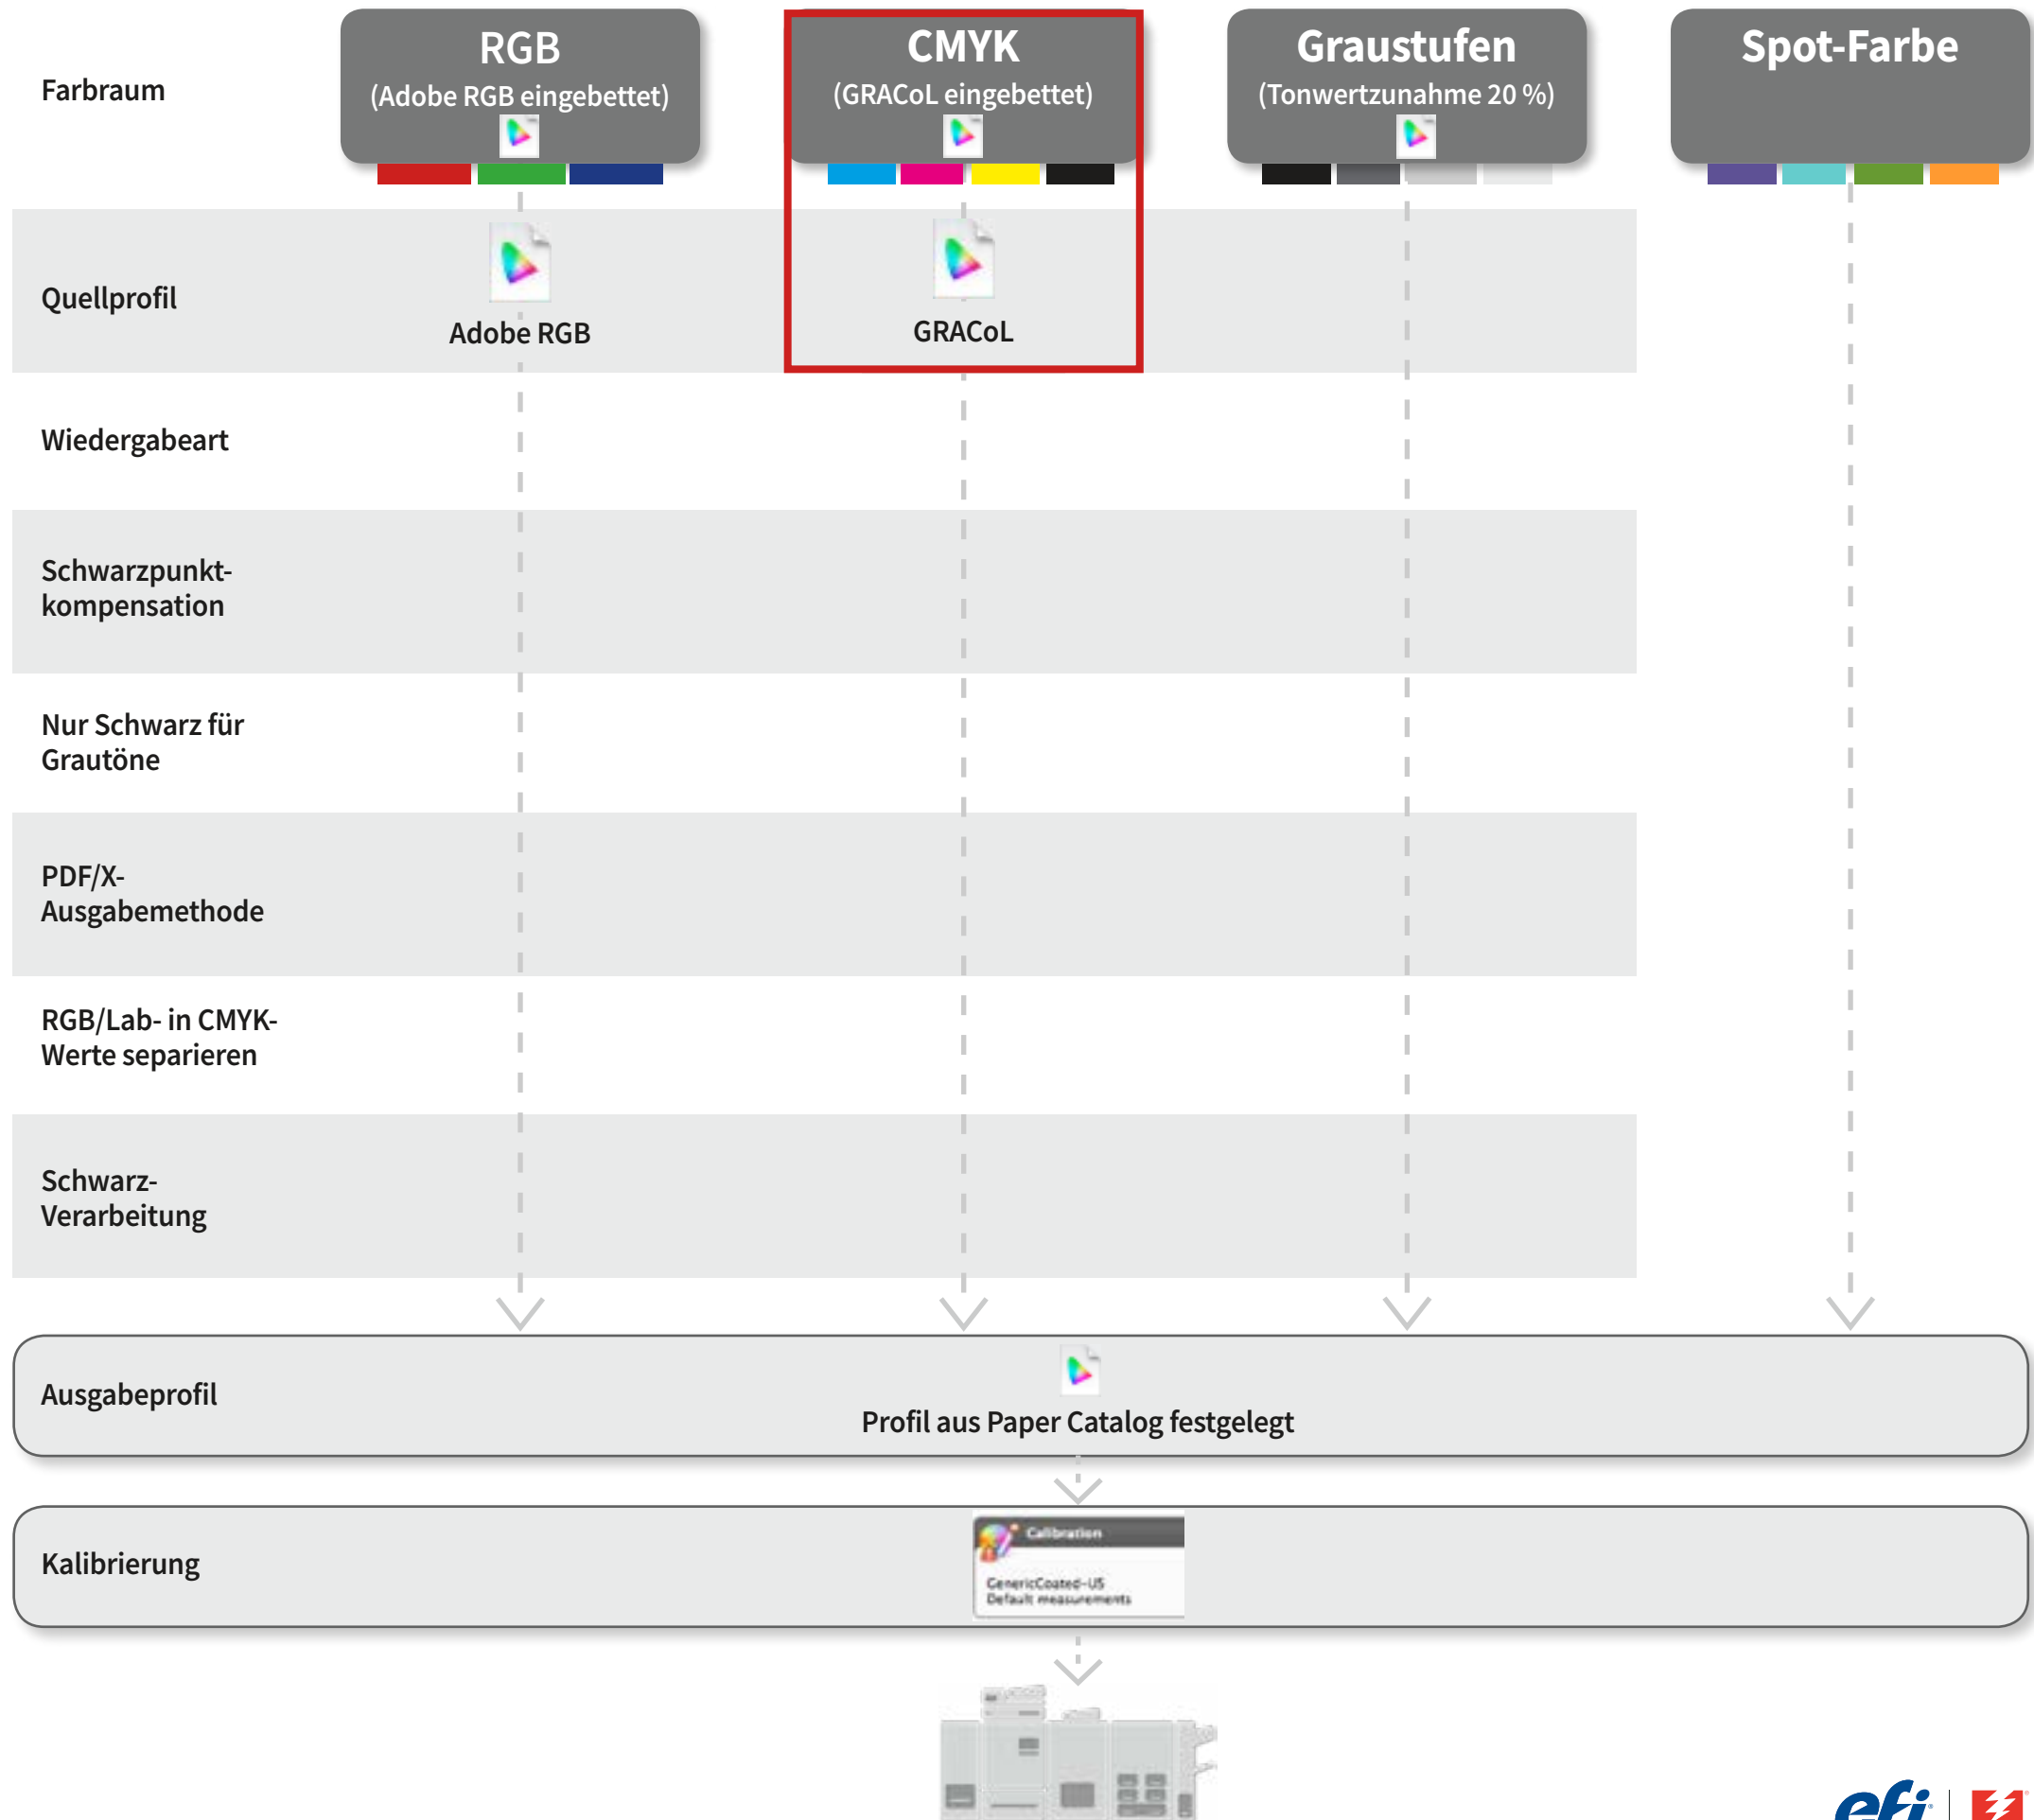 RGB
(Adobe RGB eingebettet)
CMYK
(GRACoL eingebettet)
Graustufen
(Tonwertzunahme 20 %)
Spot-Farbe
Farbraum
Quellprofil
Adobe RGB
GRACoL
Wiedergabeart
Schwarzpunkt-
kompensation
Nur Schwarz für
Grautöne
PDF/X-
Ausgabemethode
RGB/Lab- in CMYK-
Werte separieren
Schwarz-
Verarbeitung
Ausgabeprofil
Profil aus Paper Catalog festgelegt
Kalibrierung
Calibration
GenericCoated-US
Default measurements
efi